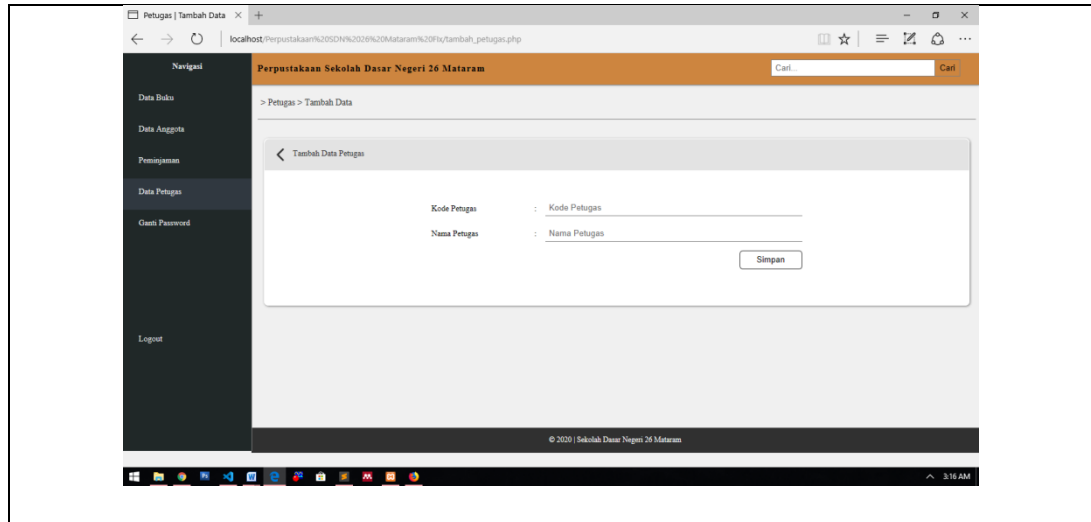 Petugas | Tambah Data
localhost/Perpustakaan%20SDN%2026%20Mataram%20Fix/tambah_petugas.php
Navigasi
Perpustakaan Sekolah Dasar Negeri 26 Mataram
Cari...
Cari
Data Buku
Data Anggota
Peminjaman
Data Petugas
Ganti Password
Logout
> Petugas > Tambah Data
Tambah Data Petugas
Kode Petugas : Kode Petugas
Nama Petugas : Nama Petugas
Simpan
© 2020 | Sekolah Dasar Negeri 26 Mataram
3:16 AM